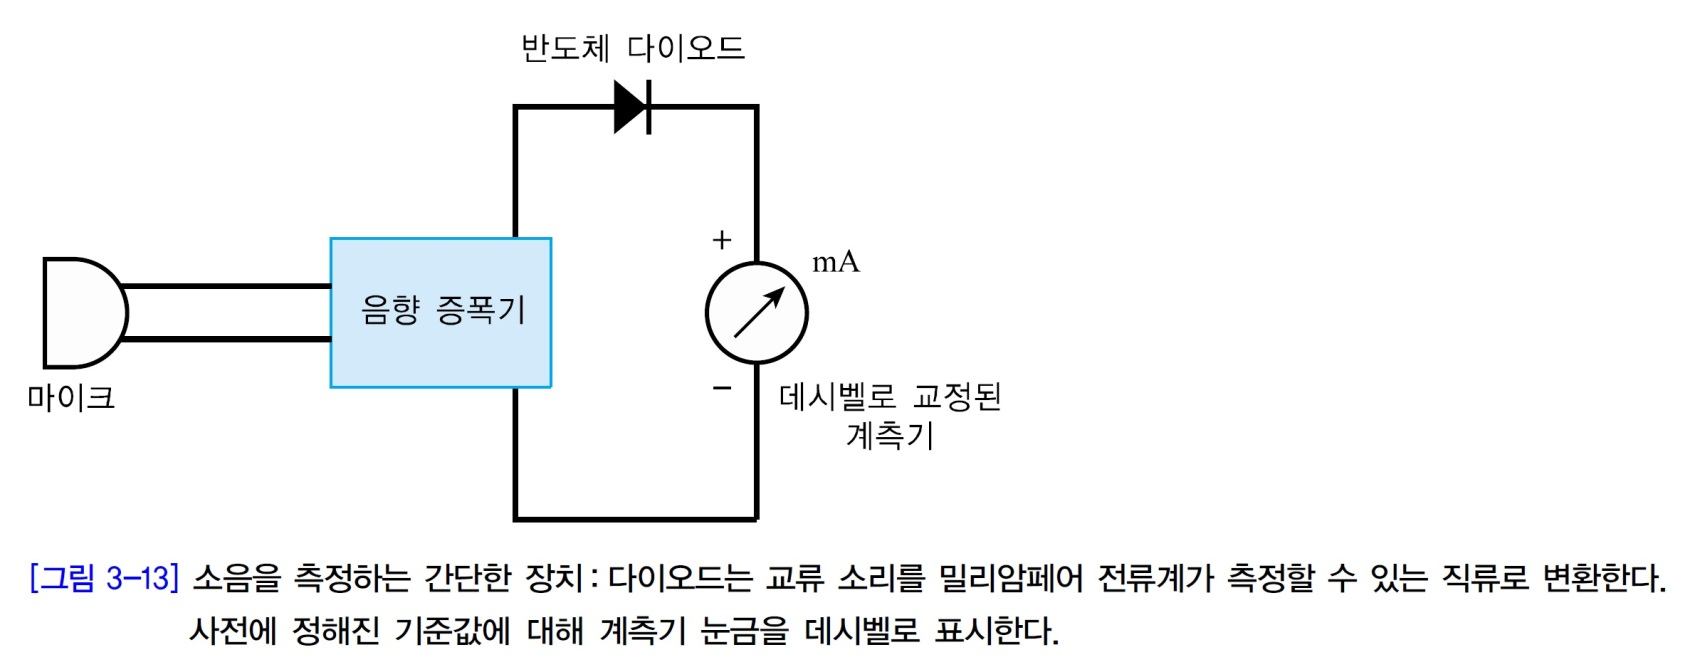 반도체 다이오드
+
mA
음향 증폭기
마이크
−
데시벨로 교정된
계측기
[그림 3-13] 소음을 측정하는 간단한 장치 : 다이오드는 교류 소리를 밀리암페어 전류계가 측정할 수 있는 직류로 변환한다.
사전에 정해진 기준값에 대해 계측기 눈금을 데시벨로 표시한다.